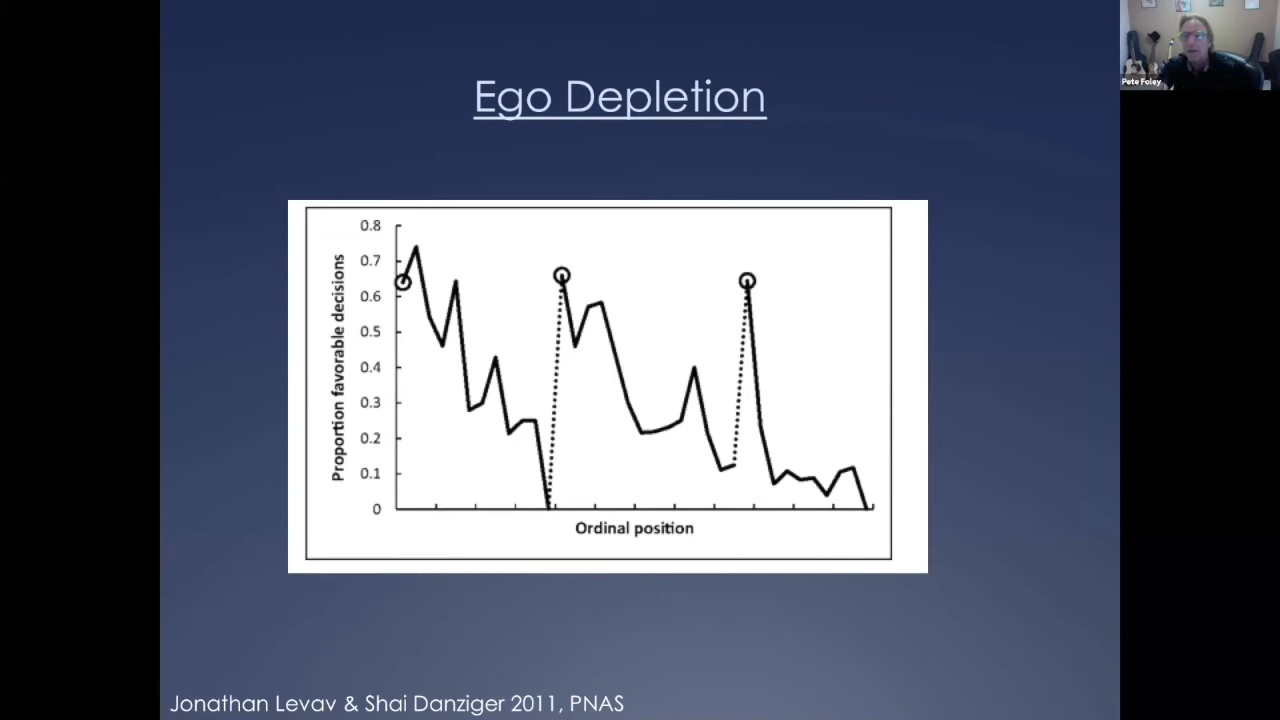 Ego Depletion
Pete Foley
Proportion favorable decisions
0.8
0.7
0.6
0.5
0.4
0.3
0.2
0.1
0
Ordinal position
Jonathan Levav & Shai Danziger 2011, PNAS